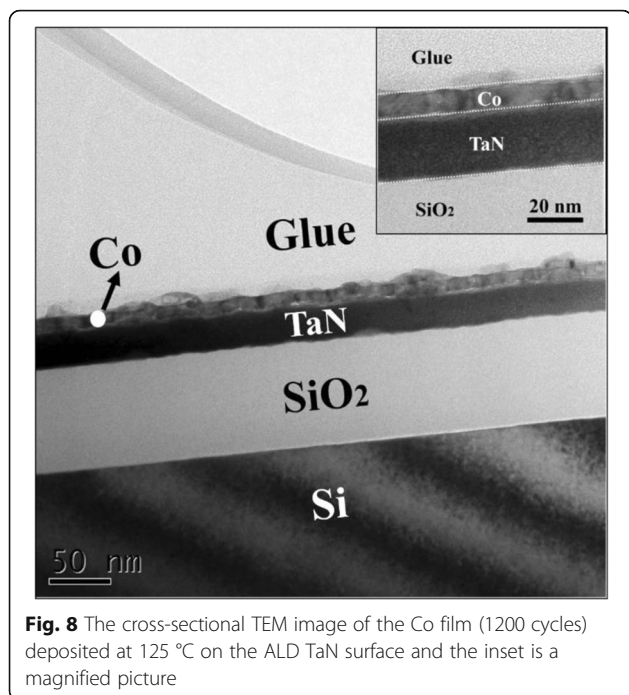 Glue
Co
TaN
SiO2
20 nm
Glue
Co
TaN
SiO2
Si
50 nm
Fig. 8 The cross-sectional TEM image of the Co film (1200 cycles)
deposited at 125 °C on the ALD TaN surface and the inset is a
magnified picture